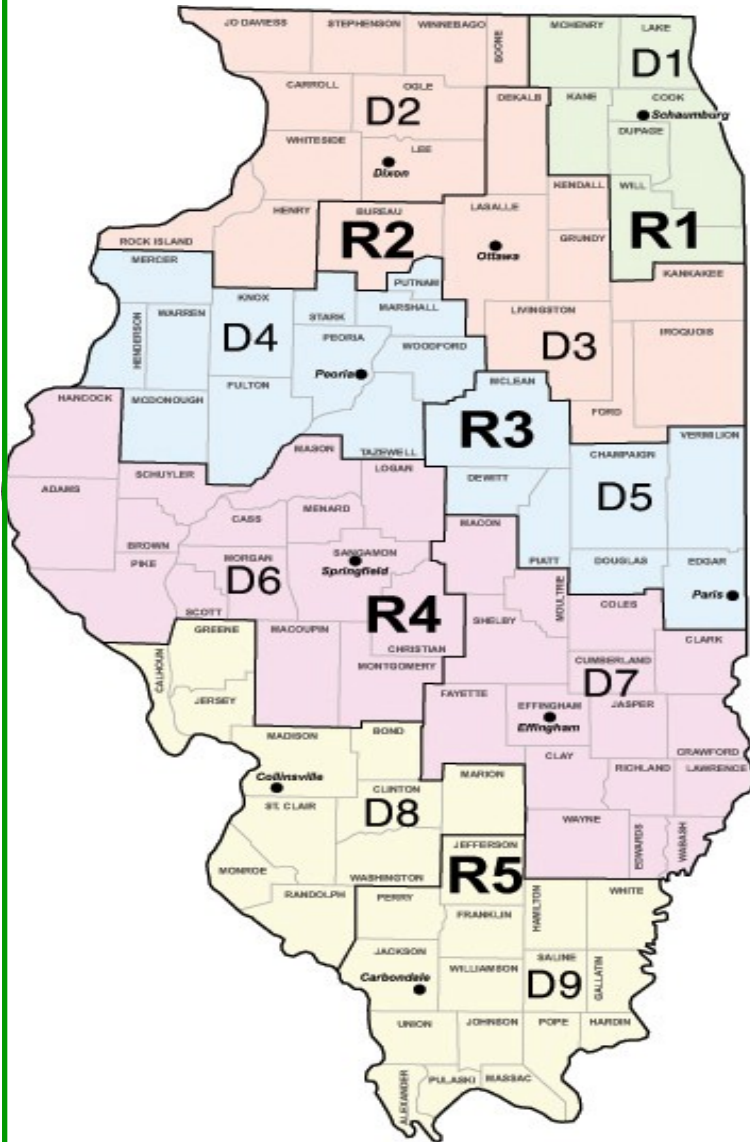 JO DAVIESS
STEPHENSON
WINNEBAGO
BOONE
MCHENRY
LAKE
D1
CARROLL
OGLE
D2
DEKALB
KANE
COOK
Schaumburg
DUPAGE
WHITESIDE
LEE
Dixon
KENDALL
WILL
HENRY
BUREAU
R2
LASALLE
Ottawa
GRUNDY
R1
ROCK ISLAND
MERCER
KANKAKEE
PUTNAM
KNOX
STARK
MARSHALL
LIVINGSTON
HENDERSON
WARREN
D4
PEORIA
Peoria
WOODFORD
D3
IROQUOIS
HANCOCK
MCDONOUGH
FULTON
MCLEAN
R3
FORD
VERMILION
MASON
TAZEWELL
CHAMPAIGN
ADAMS
SCHUYLER
LOGAN
DEWITT
D5
CASS
MENARD
BROWN
PIKE
MORGAN
D6
SANGAMON
Springfield
MACON
PIATT
DOUGLAS
EDGAR
Paris
SCOTT
R4
SHELBY
MOULTRIE
COLES
GREENE
MACOUPIN
CHRISTIAN
MONTGOMERY
CLARK
CUMBERLAND
D7
CALHOUN
JERSEY
FAYETTE
EFFINGHAM
Effingham
JASPER
MADISON
BOND
CLAY
CRAWFORD
RICHLAND
LAWRENCE
Collinsville
MARION
ST. CLAIR
CLINTON
D8
WAYNE
EDWARDS
WABASH
MONROE
WASHINGTON
JEFFERSON
R5
RANDOLPH
PERRY
HAMILTON
WHITE
FRANKLIN
JACKSON
Carbondale
WILLIAMSON
SALINE
D9
GALLATIN
UNION
JOHNSON
POPE
HARDIN
ALEXANDER
PULASKI
MASSAC